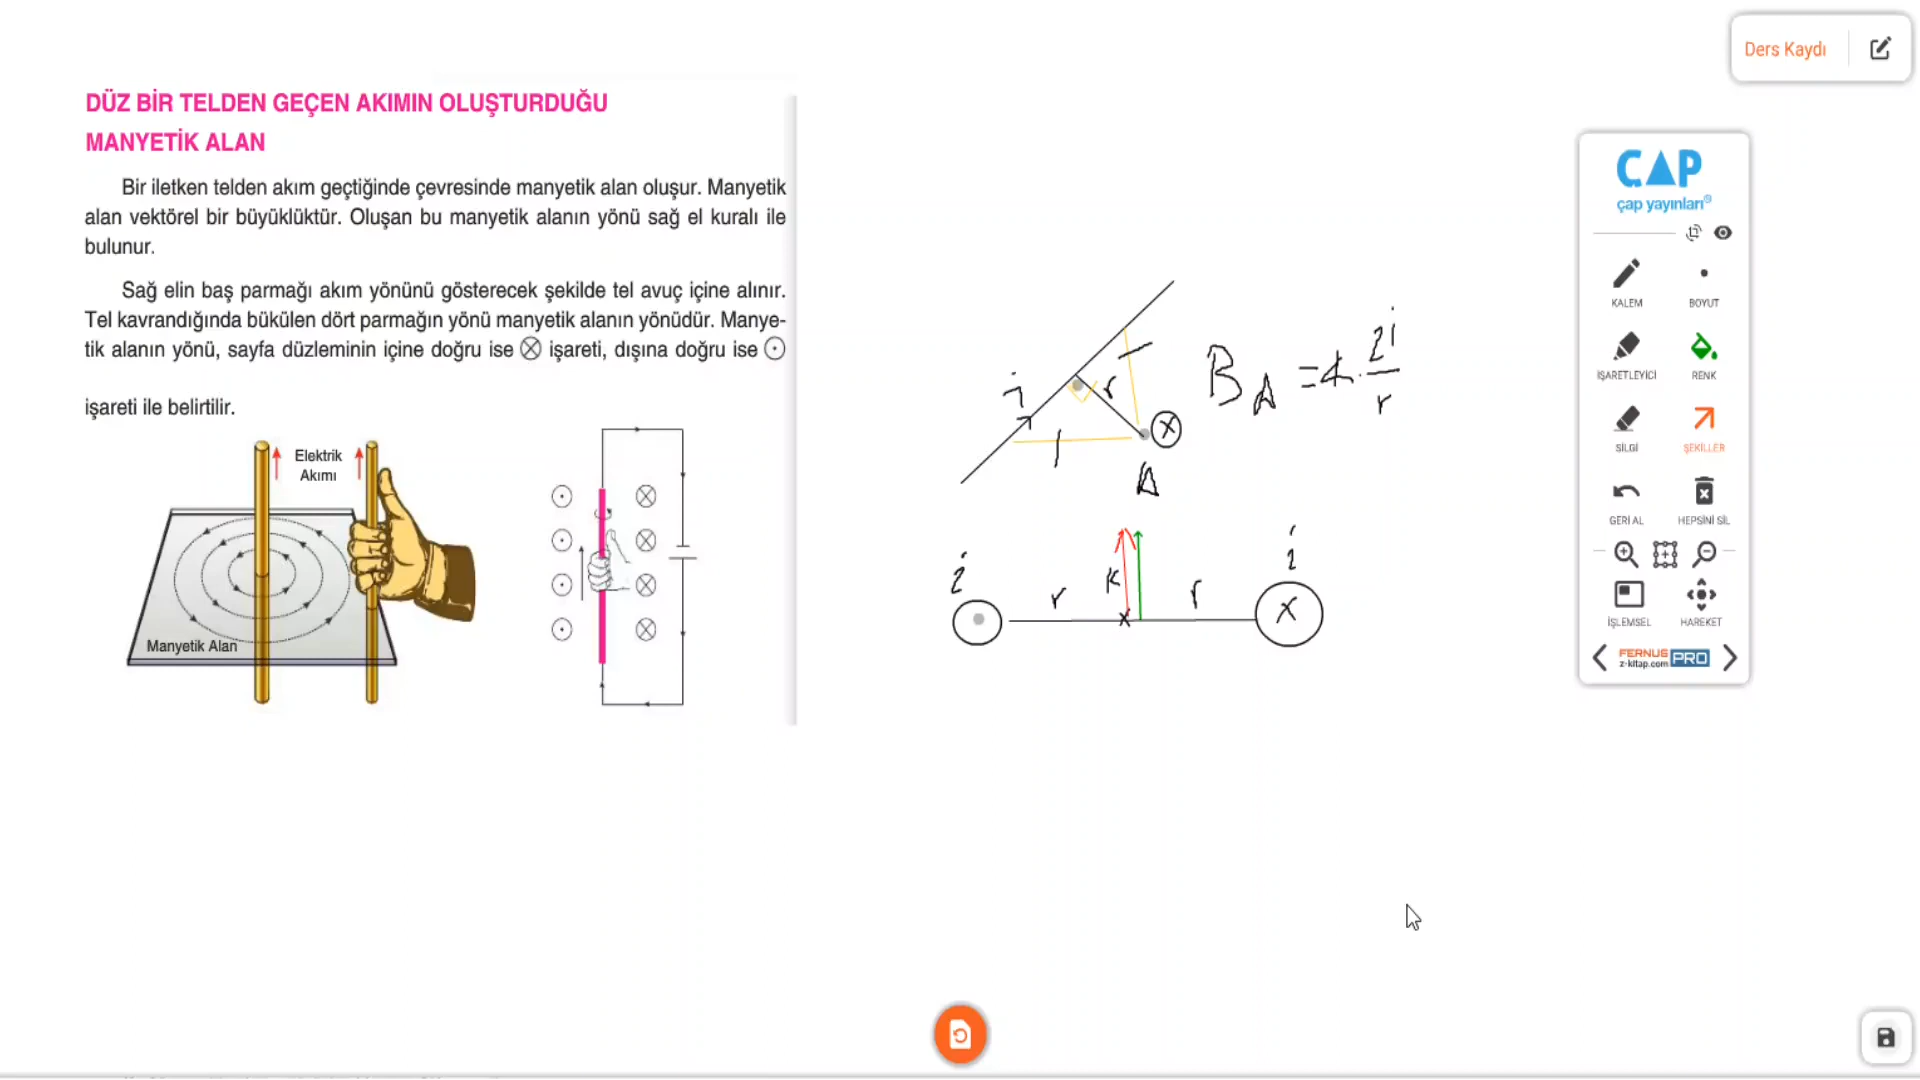 Ders Kaydı
DÜZ BİR TELDEN GEÇEN AKIMIN OLUŞTURDUĞU
MANYETİK ALAN
Bir iletken telden akım geçtiğinde çevresinde manyetik alan oluşur. Manyetik
alan vektörel bir büyüklüktür. Oluşan bu manyetik alanın yönü sağ el kuralı ile
bulunur.
Sağ elin baş parmağı akım yönünü gösterecek şekilde tel avuç içine alınır.
Tel kavrandığında bükülen dört parmağın yönü manyetik alanın yönüdür. Manye-
tik alanın yönü, sayfa düzleminin içine doğru ise ⊗ işareti, dışına doğru ise ⊙
işareti ile belirtilir.
Elektrik
Akımı
Manyetik Alan
i
r
A
B_A = k · 2i / r
i
r
K
r
i
ÇAP
çap yayınları
KALEM
BOYUT
İŞARETLEYİCİ
RENK
SİLGİ
ŞEKİLLER
GERİ AL
HEPSİNİ SİL
İŞLEMSEL
HAREKET
FERNUS
z-kitap.com PRO